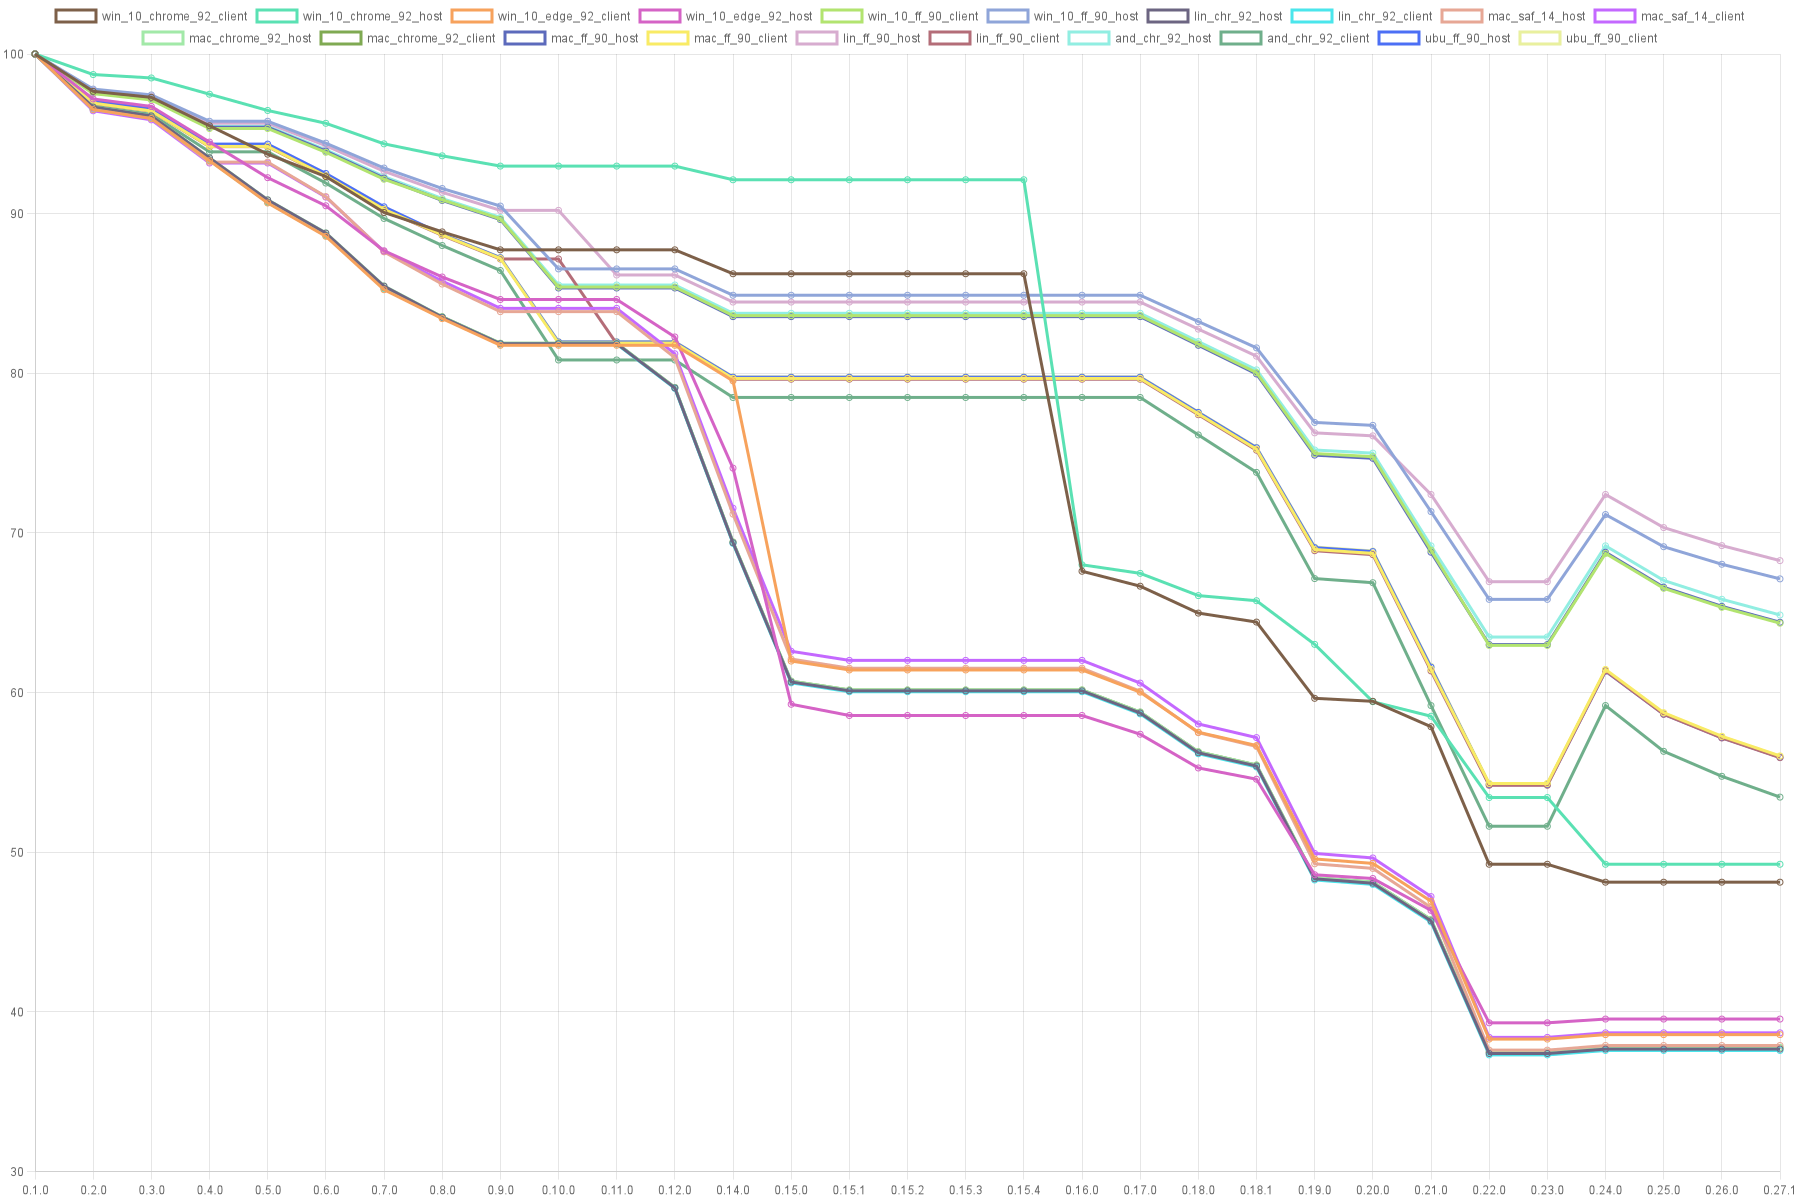 win_10_chrome_92_client win_10_chrome_92_host win_10_edge_92_client win_10_edge_92_host win_10_ff_90_client win_10_ff_90_host lin_chr_92_host lin_chr_92_client mac_saf_14_host mac_saf_14_client
mac_chrome_92_host mac_chrome_92_client mac_ff_90_host mac_ff_90_client lin_ff_90_host lin_ff_90_client and_chr_92_host and_chr_92_client ubu_ff_90_host ubu_ff_90_client
100
90
80
70
60
50
40
30
0.1.0 0.2.0 0.3.0 0.4.0 0.5.0 0.6.0 0.7.0 0.8.0 0.9.0 0.10.0 0.11.0 0.12.0 0.14.0 0.15.0 0.15.1 0.15.2 0.15.3 0.15.4 0.16.0 0.17.0 0.18.0 0.18.1 0.19.0 0.20.0 0.21.0 0.22.0 0.23.0 0.24.0 0.25.0 0.26.0 0.27.1